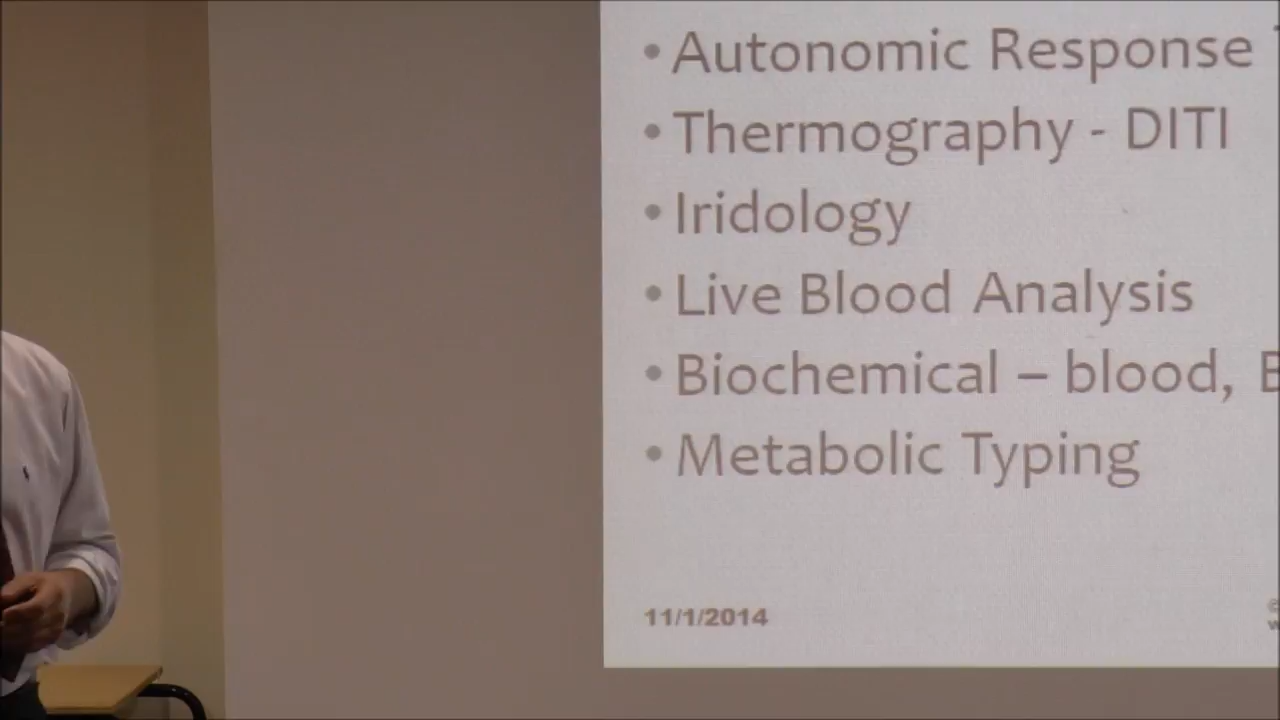 • Autonomic Response
• Thermography - DITI
• Iridology
• Live Blood Analysis
• Biochemical – blood,
• Metabolic Typing
11/1/2014